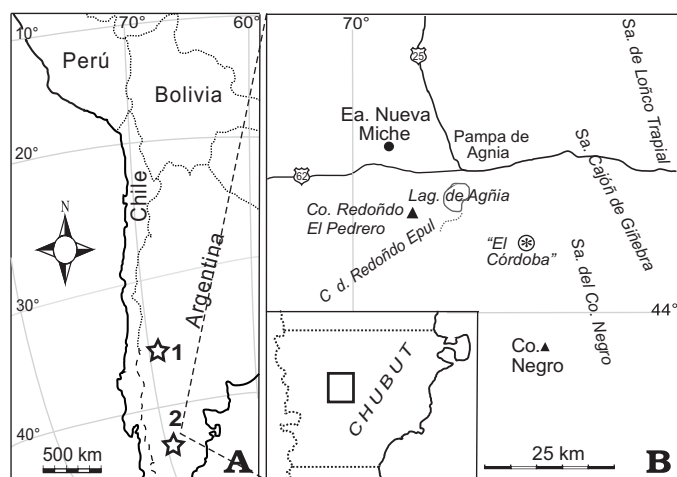 70°
60°
10°
Perú
Bolivia
20°
Chile
N
Argentina
30°
1
2
40°
500 km
A
70°
25
Sa. de Loñco Trapial
Ea. Nueva
Miche
Pampa de
Agnia
Sa. Cajón de Giñebra
62
Lag. de Agñia
Co. Redoñdo
El Pedrero
C d. Redoñdo Epul
"El
Córdoba"
Sa. del Co. Negro
44°
Co.
Negro
CHUBUT
25 km
B